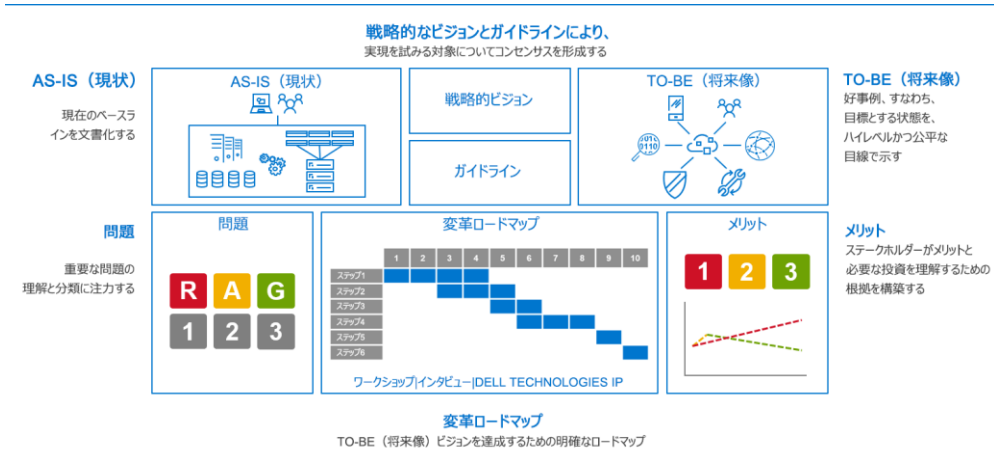 戦略的なビジョンとガイドラインにより、
実現を試みる対象についてコンセンサスを形成する
AS-IS（現状）
現在のベースラ
インを文書化する
AS-IS（現状）
戦略的ビジョン
ガイドライン
TO-BE（将来像）
010
0110
TO-BE（将来像）
好事例、すなわち、
目標とする状態を、
ハイレベルかつ公平な
目線で示す
問題
重要な問題の
理解と分類に注力する
問題
R A G
1 2 3
変革ロードマップ
1 2 3 4 5 6 7 8 9 10
ステップ1
ステップ2
ステップ3
ステップ4
ステップ5
ステップ6
ワークショップ|インタビュー|DELL TECHNOLOGIES IP
メリット
1 2 3
メリット
ステークホルダーがメリットと
必要な投資を理解するための
根拠を構築する
変革ロードマップ
TO-BE（将来像）ビジョンを達成するための明確なロードマップ